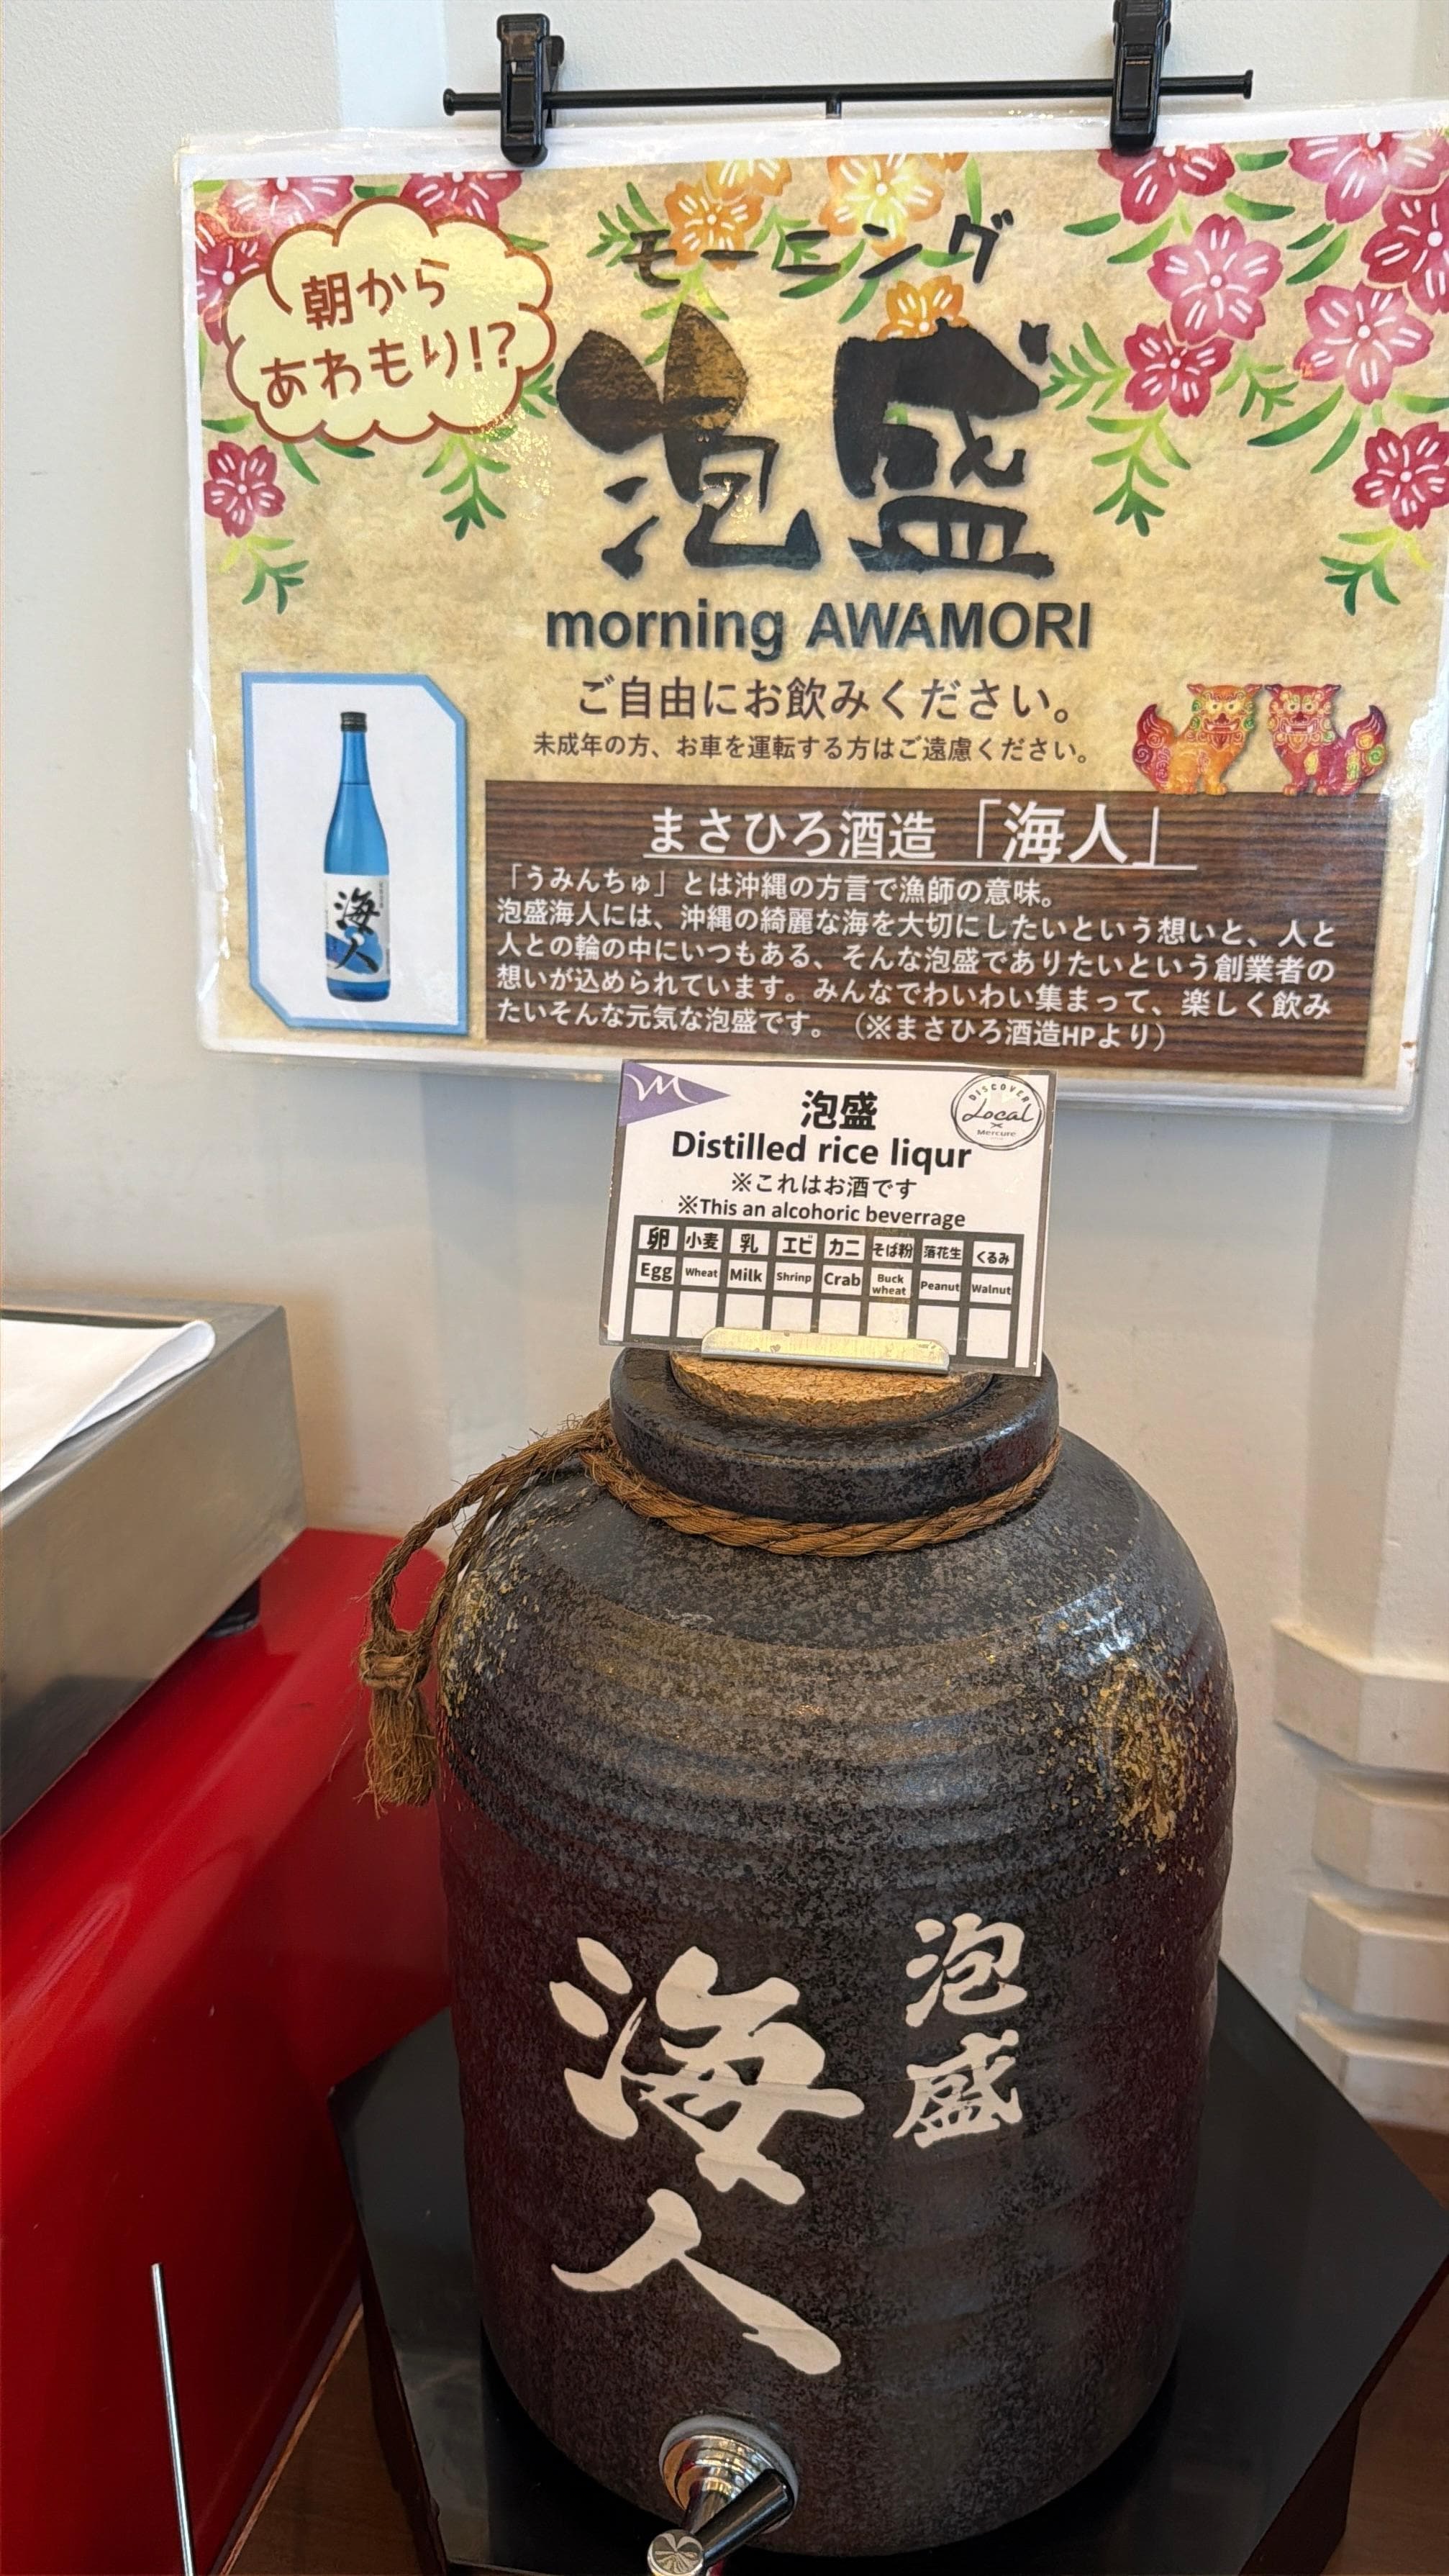 朝から
あわもり!?
モーニング
泡盛
morning AWAMORI
ご自由にお飲みください。
未成年の方、お車を運転する方はご遠慮ください。
海人
まさひろ酒造「海人」
「うみんちゅ」とは沖縄の方言で漁師の意味。
泡盛海人には、沖縄の綺麗な海を大切にしたいという想いと、人と
人との輪の中にいつもある、そんな泡盛でありたいという創業者の
想いが込められています。みんなでわいわい集まって、楽しく飲み
たいそんな元気な泡盛です。（※まさひろ酒造HPより）
M
DISCOVER
Local
×
Mercure
泡盛
Distilled rice liqur
※これはお酒です
※This an alcohoric beverrage
卵 小麦 乳 エビ カニ そば粉 落花生 くるみ
Egg Wheat Milk Shrinp Crab Buck wheat Peanut Walnut
泡盛
海人